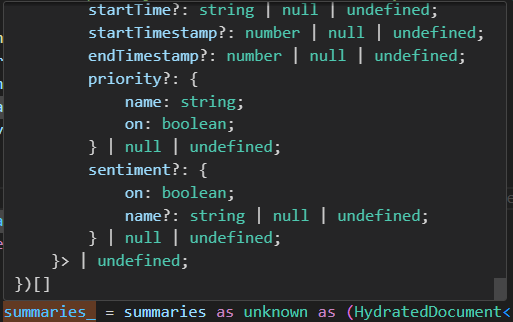 startTime?: string | null | undefined;
startTimestamp?: number | null | undefined;
endTimestamp?: number | null | undefined;
priority?: {
name: string;
on: boolean;
} | null | undefined;
sentiment?: {
on: boolean;
name?: string | null | undefined;
} | null | undefined;
}> | undefined;
})[]
summaries_ = summaries as unknown as (HydratedDocument<